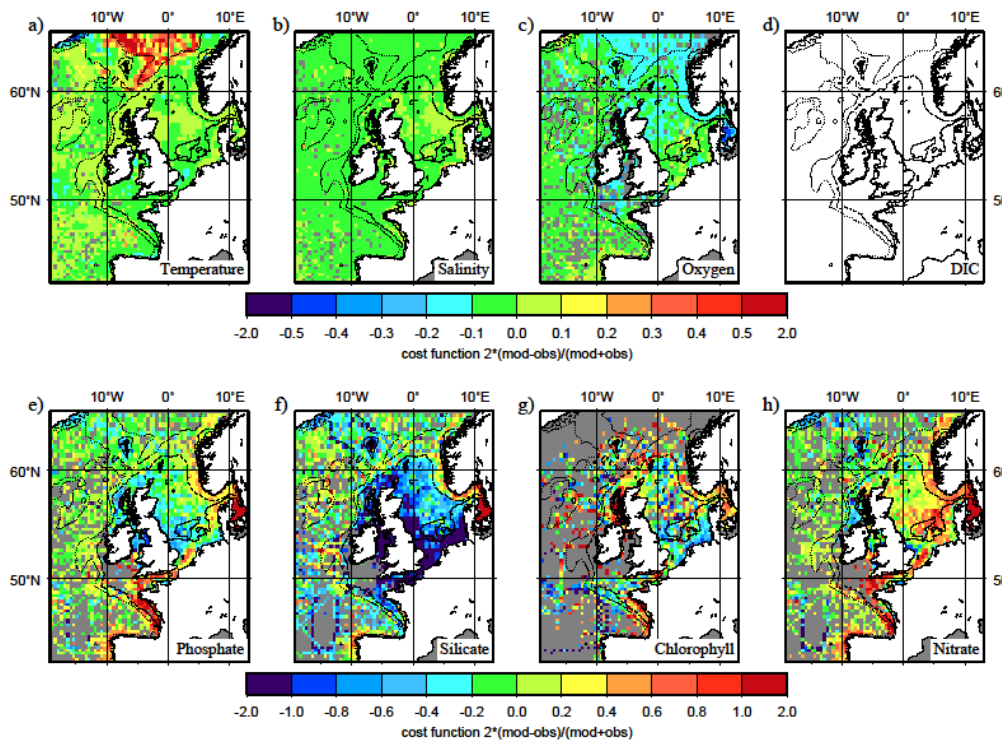 a) 10°W 0° 10°E b) 10°W 0° 10°E c) 10°W 0° 10°E d) 10°W 0° 10°E
60°N 6
50°N 5
Temperature Salinity Oxygen DIC
-2.0 -0.5 -0.4 -0.3 -0.2 -0.1 0.0 0.1 0.2 0.3 0.4 0.5 2.0
cost function 2*(mod-obs)/(mod+obs)
e) 10°W 0° 10°E f) 10°W 0° 10°E g) 10°W 0° 10°E h) 10°W 0° 10°E
60°N 6
50°N 5
Phosphate Silicate Chlorophyll Nitrate
-2.0 -1.0 -0.8 -0.6 -0.4 -0.2 0.0 0.2 0.4 0.6 0.8 1.0 2.0
cost function 2*(mod-obs)/(mod+obs)